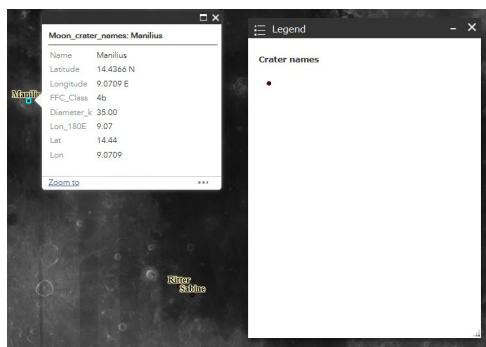 Moon_crater_names: Manilius
Name Manilius
Latitude 14.4366 N
Longitude 9.0709 E
FFC_Class 4b
Diameter_k 35.00
Lon_180E 9.07
Lat 14.44
Lon 9.0709
Zoom to
Legend
Crater names
Ritter
Sabine